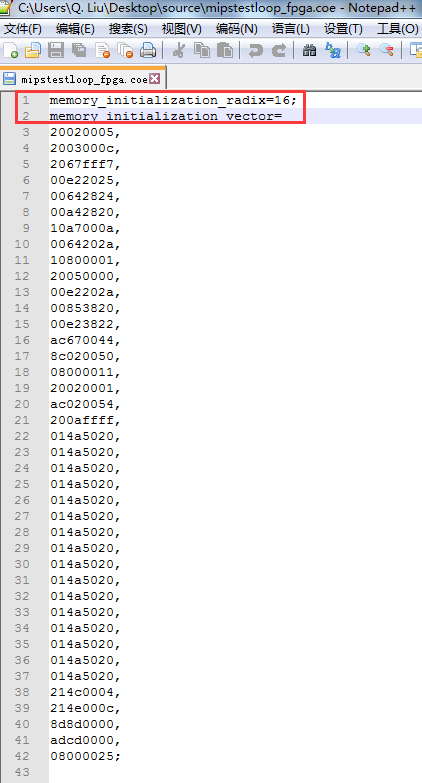 C:\Users\Q. Liu\Desktop\source\mipstestloop_fpga.coe - Notepad++
文件(F) 编辑(E) 搜索(S) 视图(V) 编码(N) 语言(L) 设置(T) 工具(O)
mipstestloop_fpga.coe
1 memory_initialization_radix=16;
2 memory initialization vector=
3 20020005,
4 2003000c,
5 2067fff7,
6 00e22025,
7 00642824,
8 00a42820,
9 10a7000a,
10 0064202a,
11 10800001,
12 20050000,
13 00e2202a,
14 00853820,
15 00e23822,
16 ac670044,
17 8c020050,
18 08000011,
19 20020001,
20 ac020054,
21 200affff,
22 014a5020,
23 014a5020,
24 014a5020,
25 014a5020,
26 014a5020,
27 014a5020,
28 014a5020,
29 014a5020,
30 014a5020,
31 014a5020,
32 014a5020,
33 014a5020,
34 014a5020,
35 014a5020,
36 014a5020,
37 014a5020,
38 214c0004,
39 214e000c,
40 8d8d0000,
41 adcd0000,
42 08000025;
43